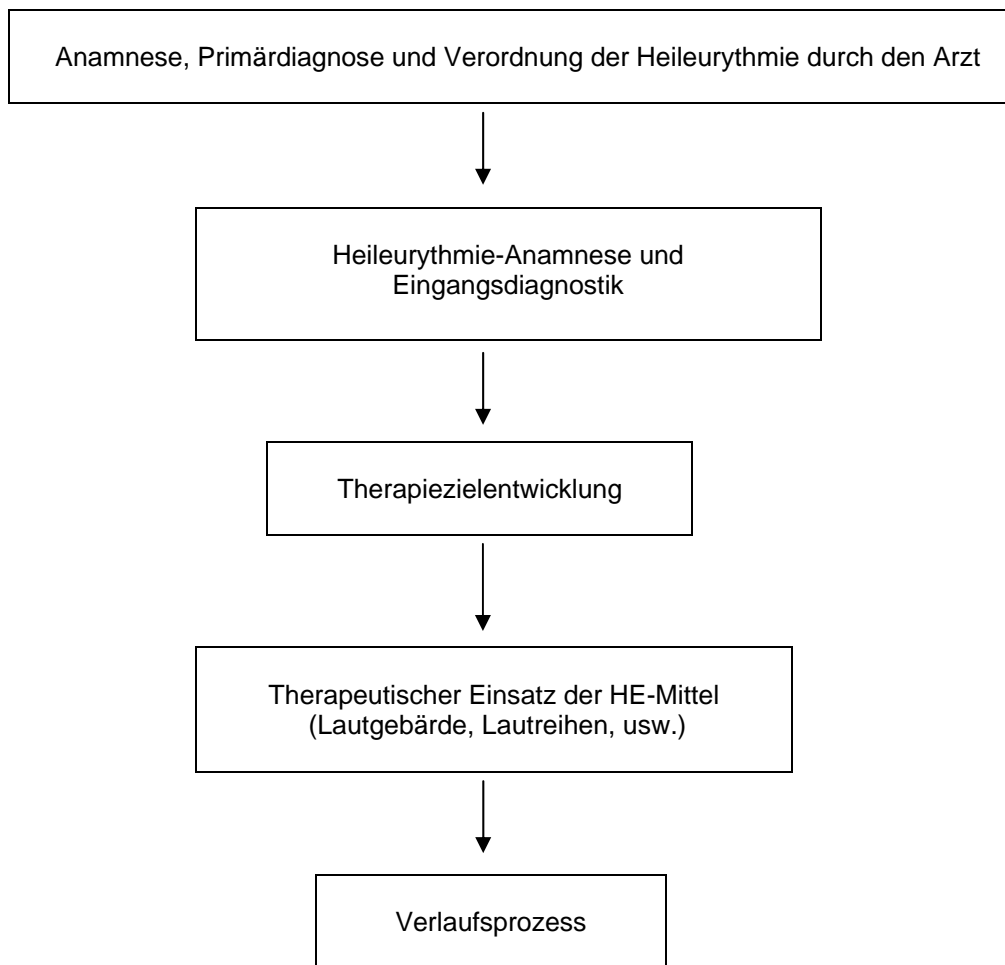 Anamnese, Primärdiagnose und Verordnung der Heileurythmie durch den Arzt
Heileurythmie-Anamnese und
Eingangsdiagnostik
Therapiezielentwicklung
Therapeutischer Einsatz der HE-Mittel
(Lautgebärde, Lautreihen, usw.)
Verlaufsprozess